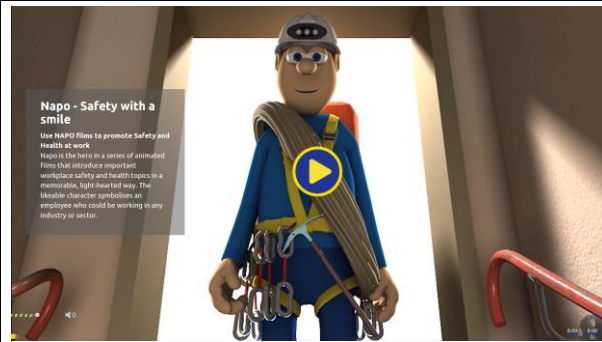 Napo - Safety with a
smile
Use NAPO films to promote Safety and
Health at work
Napo is the hero in a series of animated
films that introduce important
workplace safety and health topics in a
memorable, light-hearted way. The
likeable character symbolises an
employee who could be working in any
industry or sector.